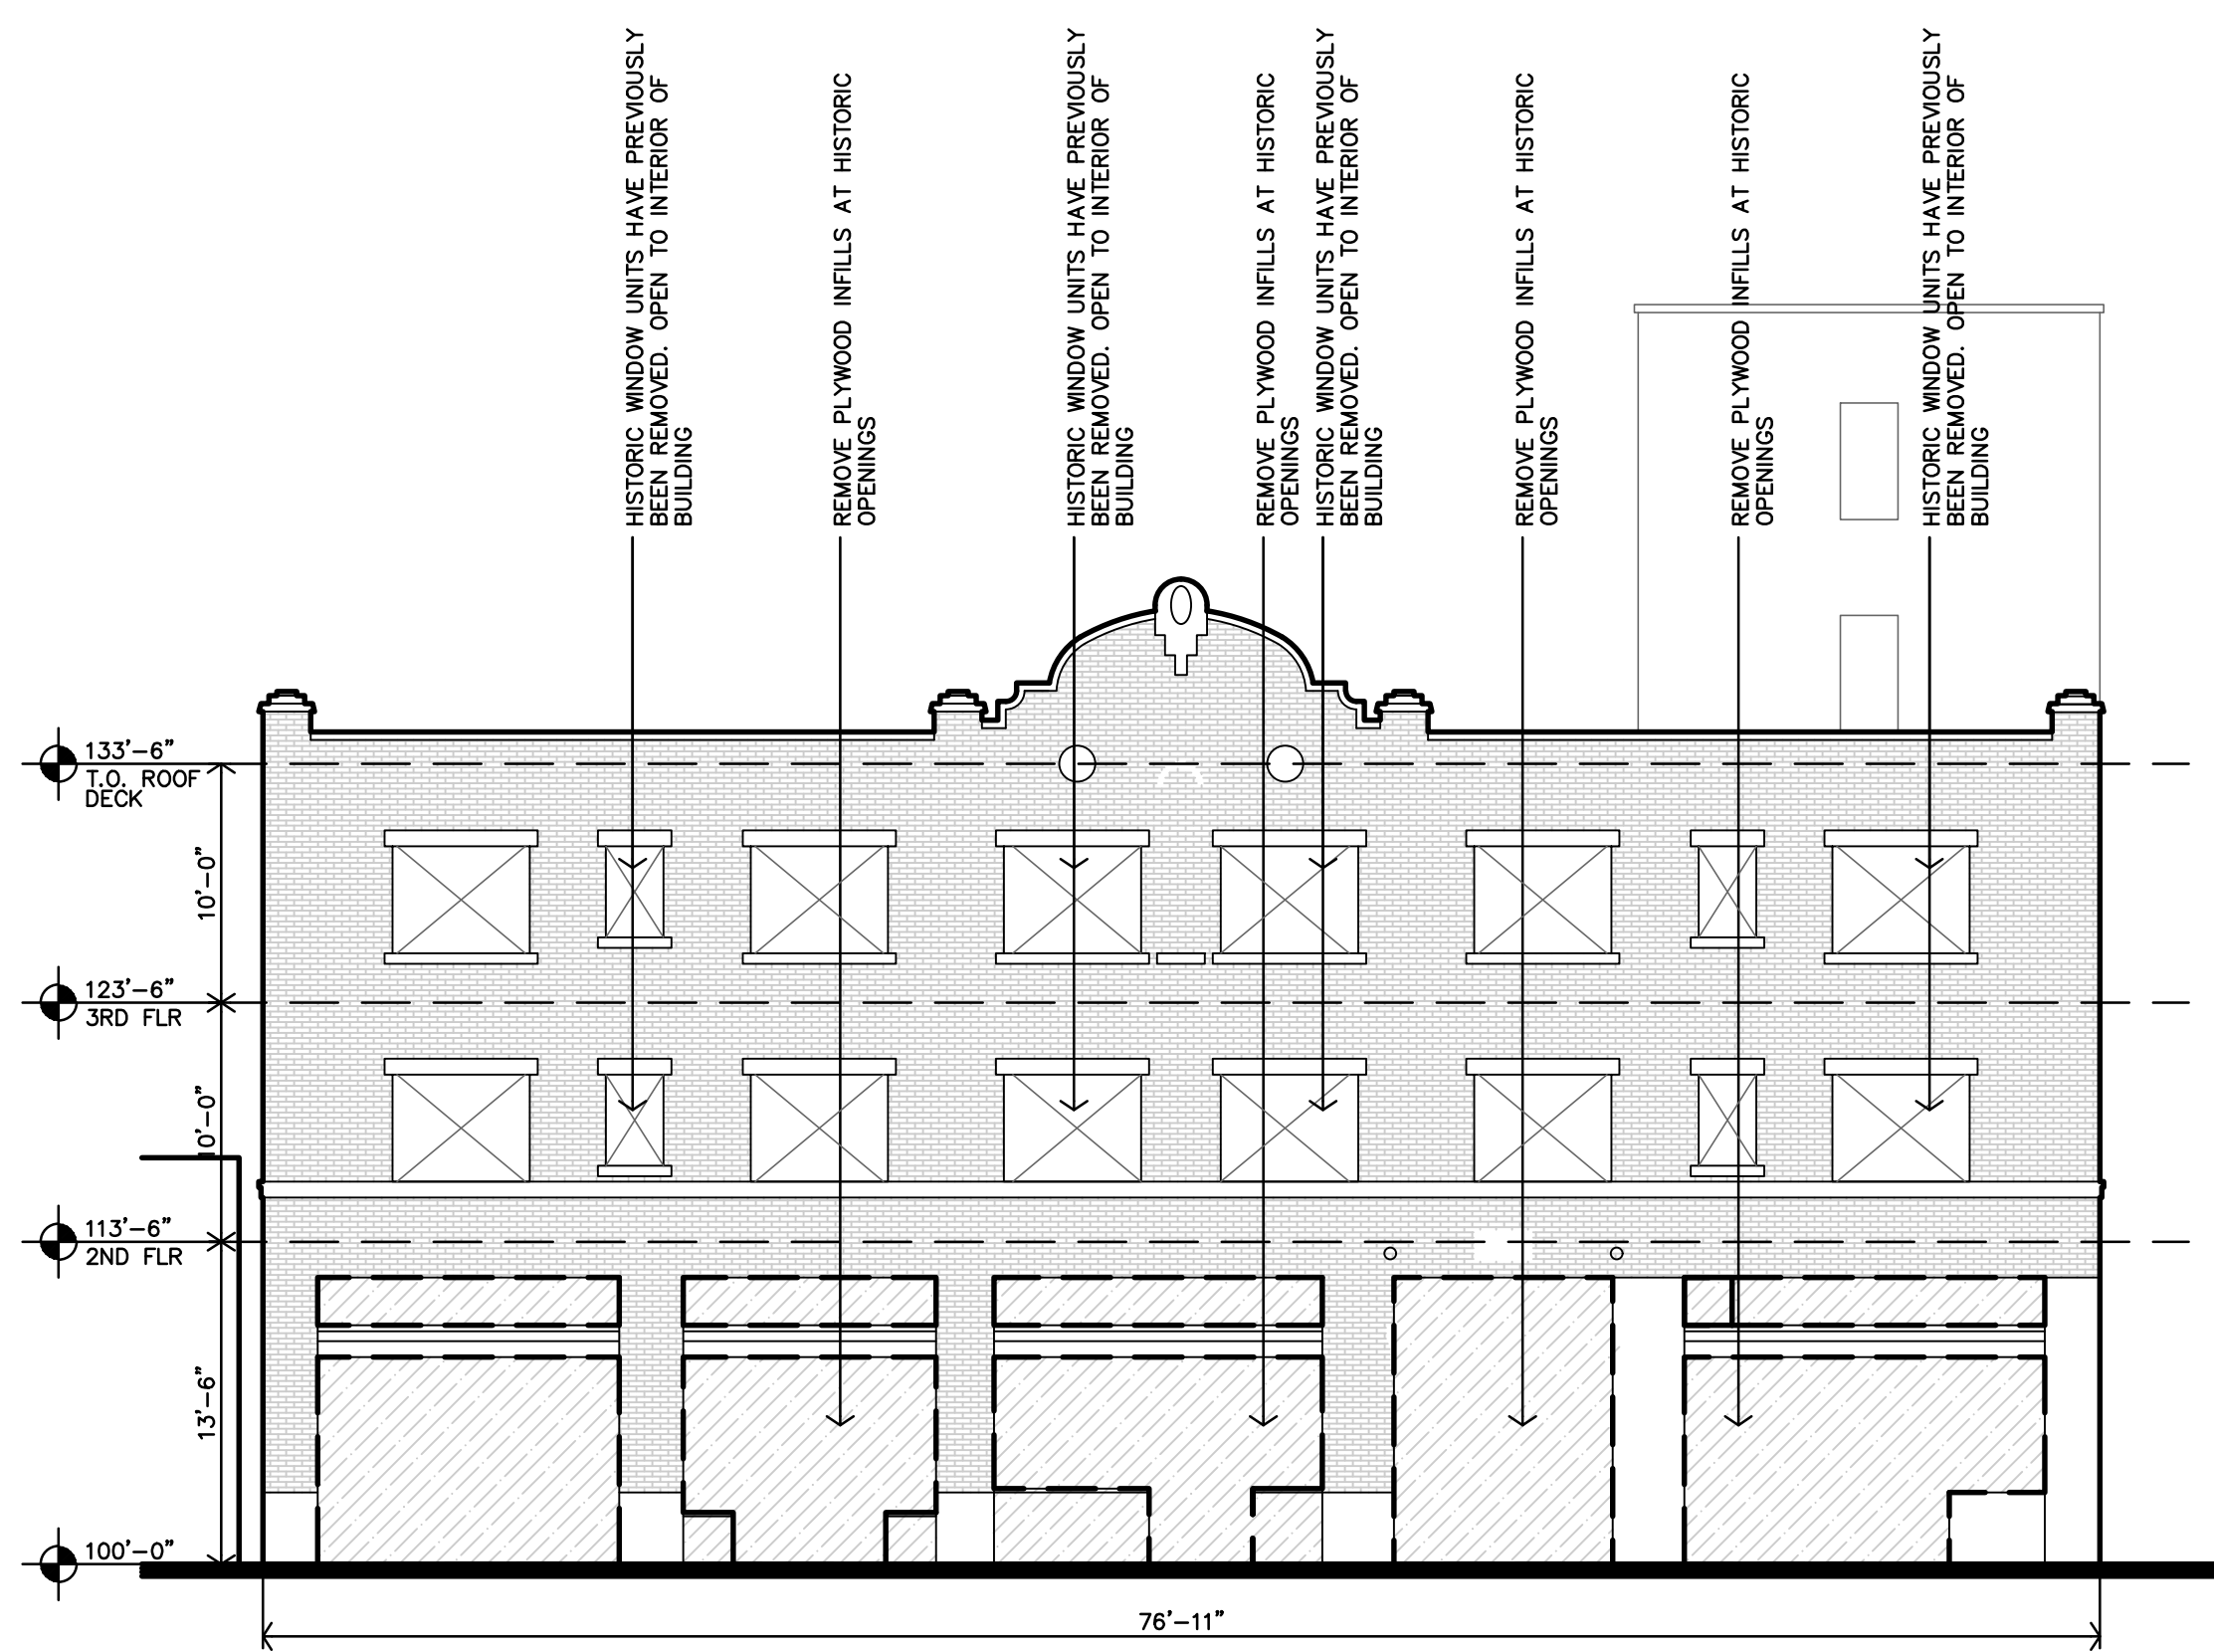 HISTORIC WINDOW UNITS HAVE PREVIOUSLY
BEEN REMOVED. OPEN TO INTERIOR OF
BUILDING
REMOVE PLYWOOD INFILLS AT HISTORIC
OPENINGS
HISTORIC WINDOW UNITS HAVE PREVIOUSLY
BEEN REMOVED. OPEN TO INTERIOR OF
BUILDING
REMOVE PLYWOOD INFILLS AT HISTORIC
OPENINGS
HISTORIC WINDOW UNITS HAVE PREVIOUSLY
BEEN REMOVED. OPEN TO INTERIOR OF
BUILDING
REMOVE PLYWOOD INFILLS AT HISTORIC
OPENINGS
REMOVE PLYWOOD INFILLS AT HISTORIC
OPENINGS
HISTORIC WINDOW UNITS HAVE PREVIOUSLY
BEEN REMOVED. OPEN TO INTERIOR OF
BUILDING
133'-6"
T.O. ROOF
DECK
10'-0"
123'-6"
3RD FLR
10'-0"
113'-6"
2ND FLR
13'-6"
100'-0"
76'-11"